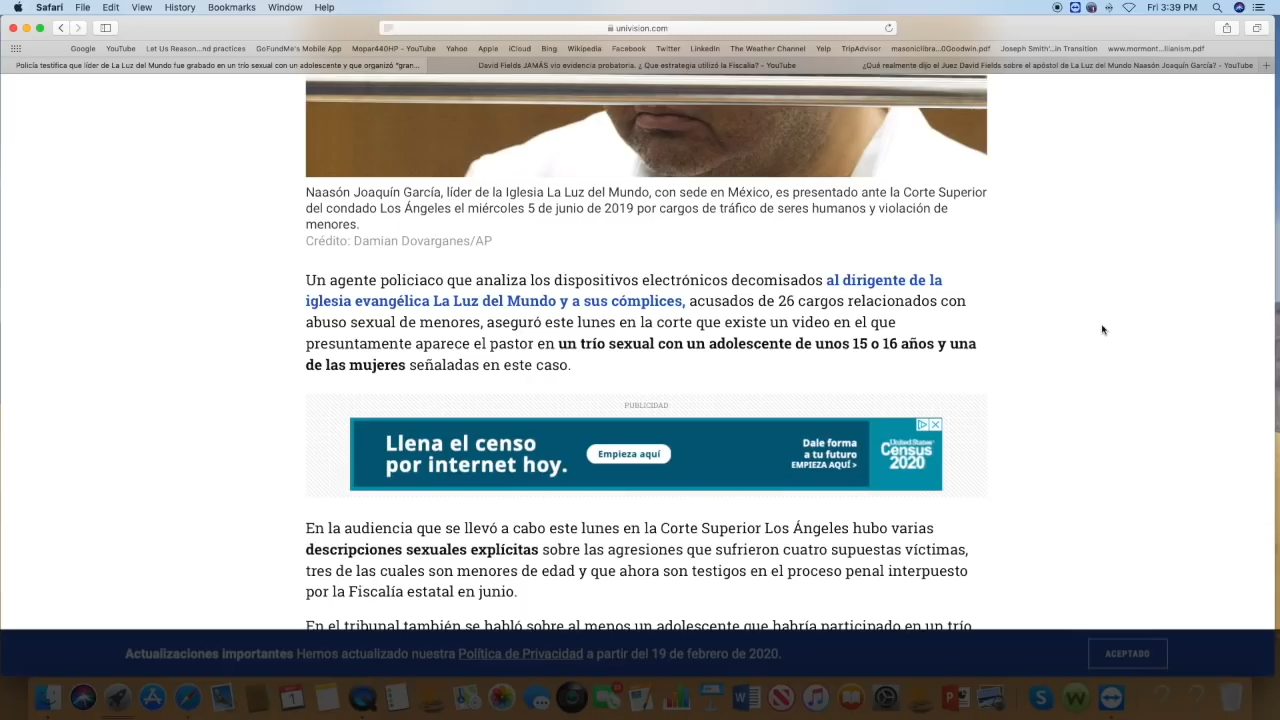 Safari File Edit View History Bookmarks Window Help Fri 3:39 PM
univision.com
Google YouTube Let Us Reason...nd practices GoFundMe's Mobile App Mopar440HP - YouTube Yahoo Apple iCloud Bing Wikipedia Facebook Twitter LinkedIn The Weather Channel Yelp TripAdvisor masoniclibra...0Goodwin.pdf Joseph Smith'...in Transition www.mormont...llianism.pdf
Policía testifica que líder de La Luz del Mundo fue grabado en un trío sexual con un adolescente y que organizó "gran... David Fields JAMÁS vio evidencia probatoria. ¿ Que estrategia utilizó la Fiscalía? - YouTube ¿Qué realmente dijo el Juez David Fields sobre el apóstol de La Luz del Mundo Naasón Joaquín García? - YouTube
Naasón Joaquín García, líder de la Iglesia La Luz del Mundo, con sede en México, es presentado ante la Corte Superior
del condado Los Ángeles el miércoles 5 de junio de 2019 por cargos de tráfico de seres humanos y violación de
menores.
Crédito: Damian Dovarganes/AP
Un agente policiaco que analiza los dispositivos electrónicos decomisados al dirigente de la
iglesia evangélica La Luz del Mundo y a sus cómplices, acusados de 26 cargos relacionados con
abuso sexual de menores, aseguró este lunes en la corte que existe un video en el que
presuntamente aparece el pastor en un trío sexual con un adolescente de unos 15 o 16 años y una
de las mujeres señaladas en este caso.
PUBLICIDAD
Llena el censo
por internet hoy.
Empieza aquí
Dale forma
a tu futuro
EMPIEZA AQUÍ >
United States
Census
2020
En la audiencia que se llevó a cabo este lunes en la Corte Superior Los Ángeles hubo varias
descripciones sexuales explícitas sobre las agresiones que sufrieron cuatro supuestas víctimas,
tres de las cuales son menores de edad y que ahora son testigos en el proceso penal interpuesto
por la Fiscalía estatal en junio.
En el tribunal también se habló sobre al menos un adolescente que habría participado en un trío
Actualizaciones importantes Hemos actualizado nuestra Política de Privacidad a partir del 19 de febrero de 2020.
ACEPTADO